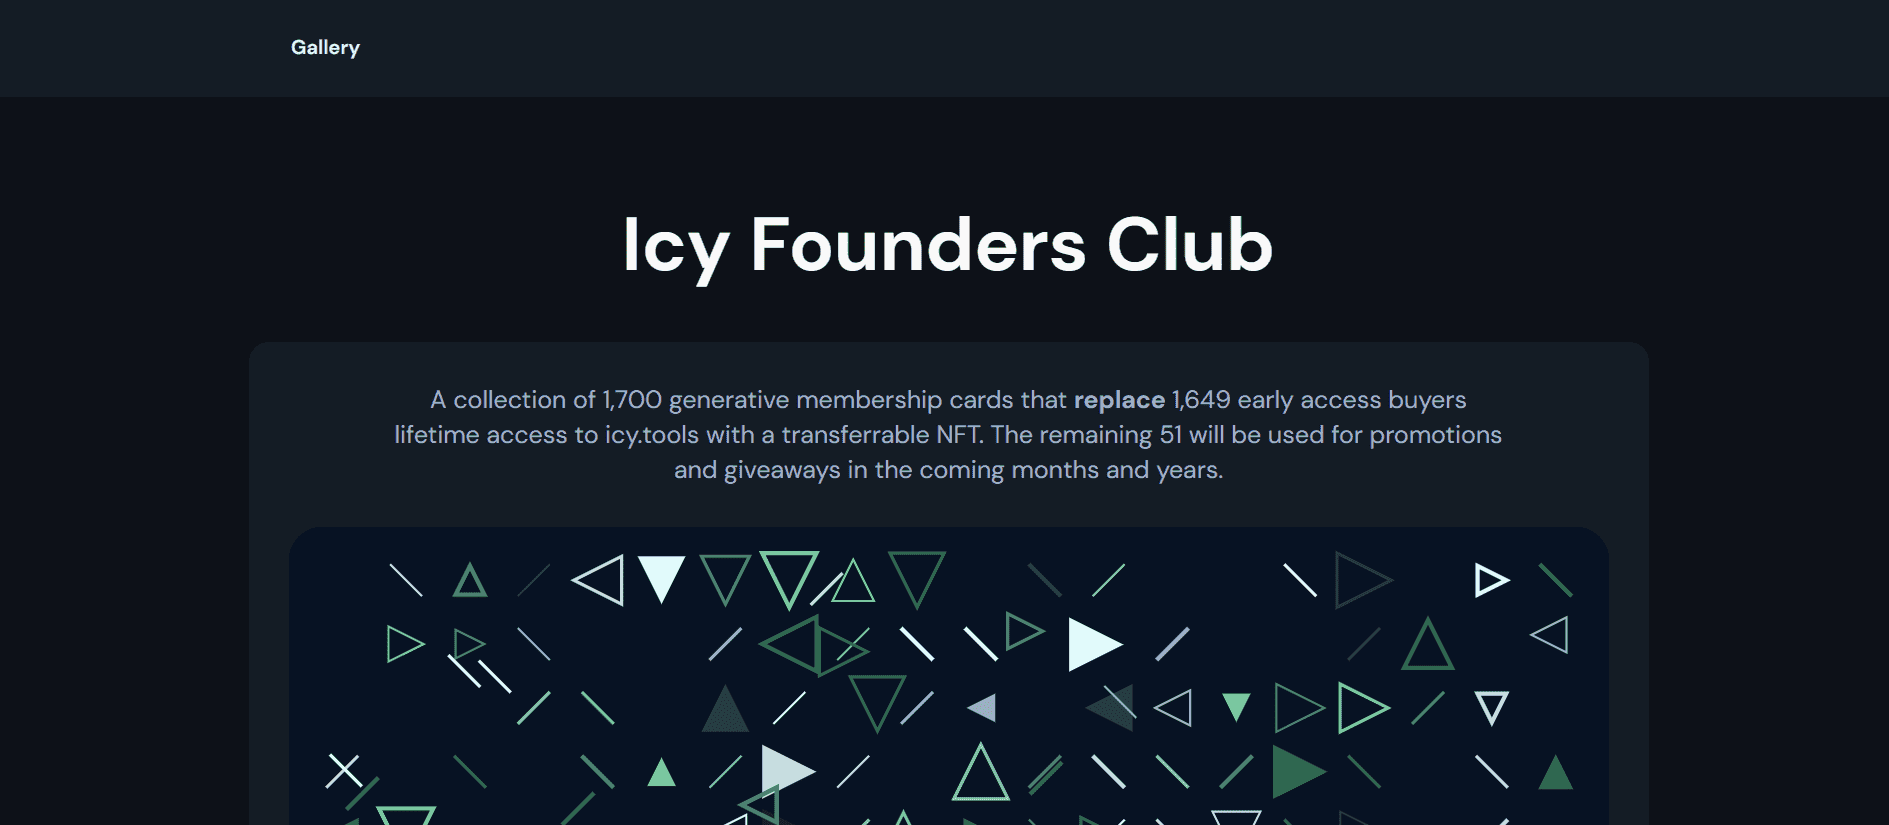 Gallery
Icy Founders Club
A collection of 1,700 generative membership cards that replace 1,649 early access buyers
lifetime access to icy.tools with a transferrable NFT. The remaining 51 will be used for promotions
and giveaways in the coming months and years.